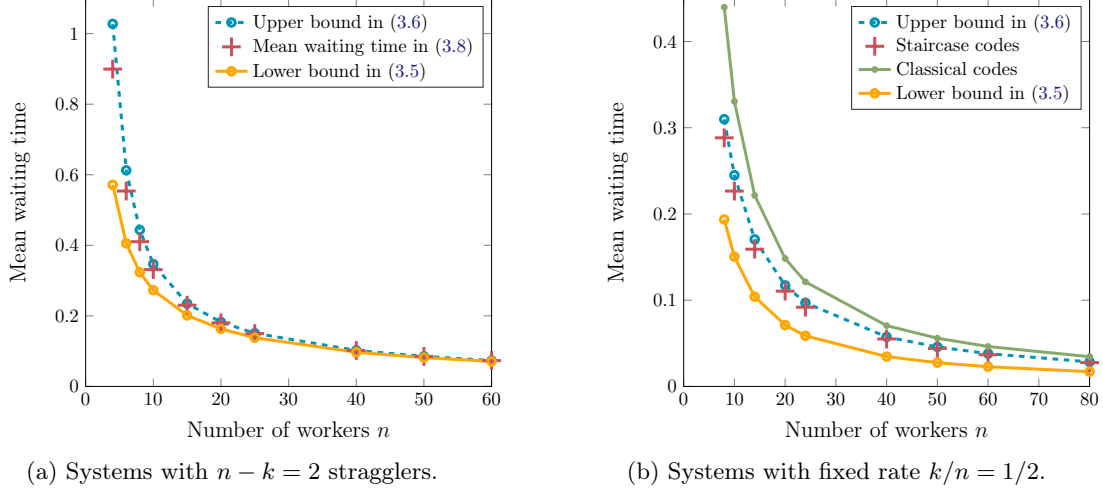 Upper bound in (3.6)
Mean waiting time in (3.8)
Lower bound in (3.5)
Mean waiting time
1
0.8
0.6
0.4
0.2
0
0 10 20 30 40 50 60
Number of workers n
(a) Systems with n − k = 2 stragglers.
Upper bound in (3.6)
Staircase codes
Classical codes
Lower bound in (3.5)
Mean waiting time
0.4
0.3
0.2
0.1
0
0 10 20 30 40 50 60 70 80
Number of workers n
(b) Systems with fixed rate k/n = 1/2.